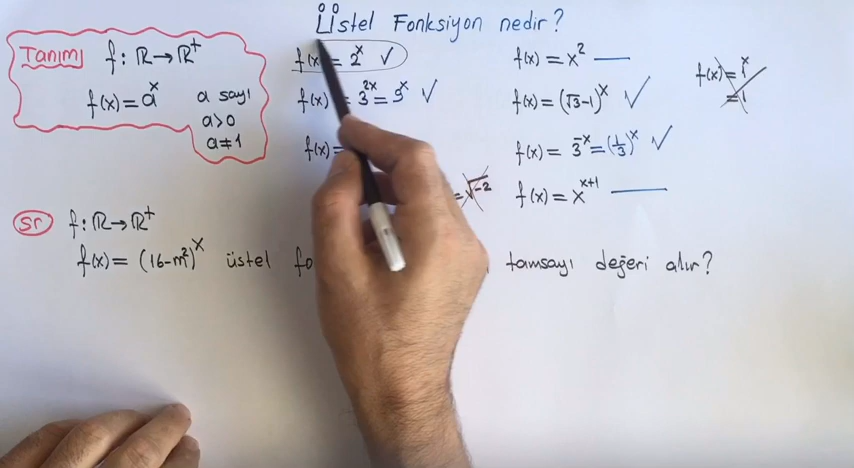 Üstel Fonksiyon nedir?
Tanım
f: ℝ→ℝ⁺
f(x) = aˣ
a sayı
a>0
a≠1
f(x) = 2ˣ ✓
f(x) = 3²ˣ = 9ˣ ✓
f(x) =
= √-2
f(x) = x² —
f(x) = (√3-1)ˣ ✓
f(x) = 3⁻ˣ = (1/3)ˣ ✓
f(x) = xˣ⁺¹ —
f(x) = 1ˣ
= 1
Sr
f: ℝ→ℝ⁺
f(x) = (16-m²)ˣ üstel fo tamsayı değeri alır?